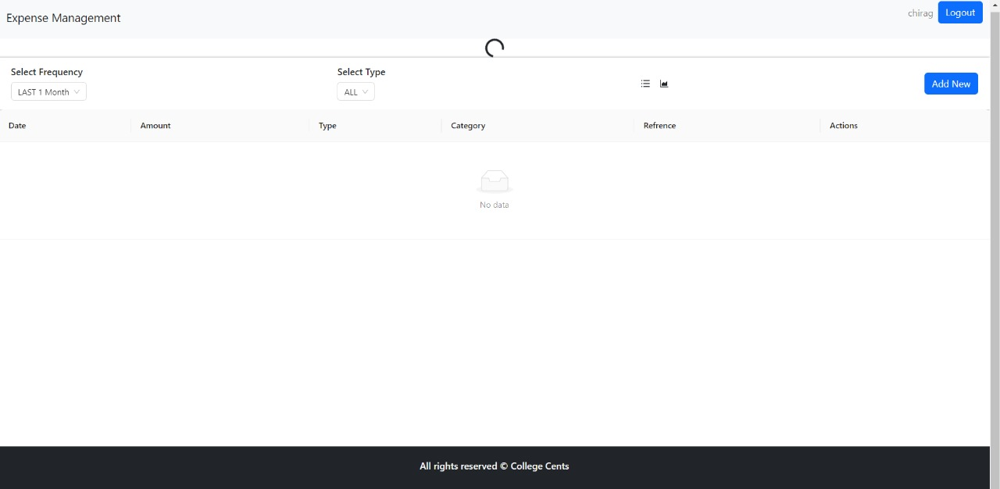 Expense Management
chirag
Logout
Select Frequency
LAST 1 Month
Select Type
ALL
Add New
Date
Amount
Type
Category
Refrence
Actions
No data
All rights reserved © College Cents